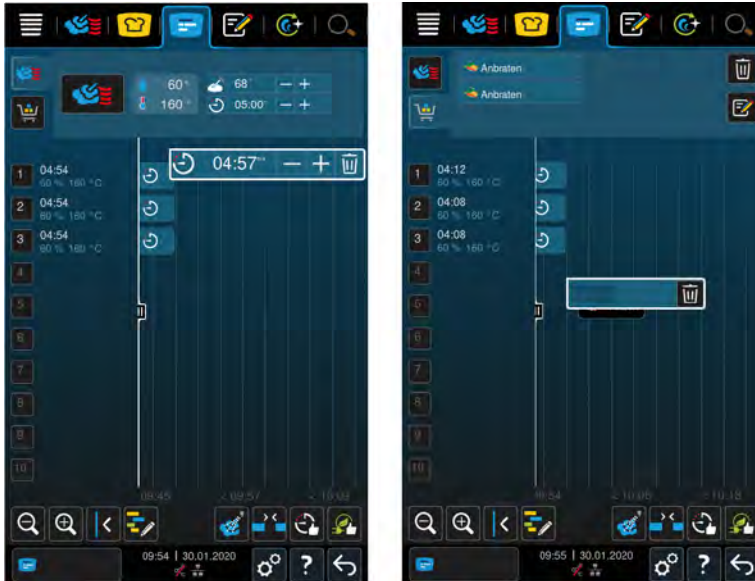 60 68°
160 05:00
04:57
1 04:54
60 % 160 °C
2 04:54
60 % 160 °C
3 04:54
60 % 160 °C
4
5
6
7
8
9
10
09:45 < 09:57 < 10:09
09:54 | 30.01.2020
?
Anbraten
Anbraten
1 04:12
60 % 160 °C
2 04:08
60 % 160 °C
3 04:08
60 % 160 °C
4
5
6
7
8
9
10
< 10:06 < 10:18
09:55 | 30.01.2020
?